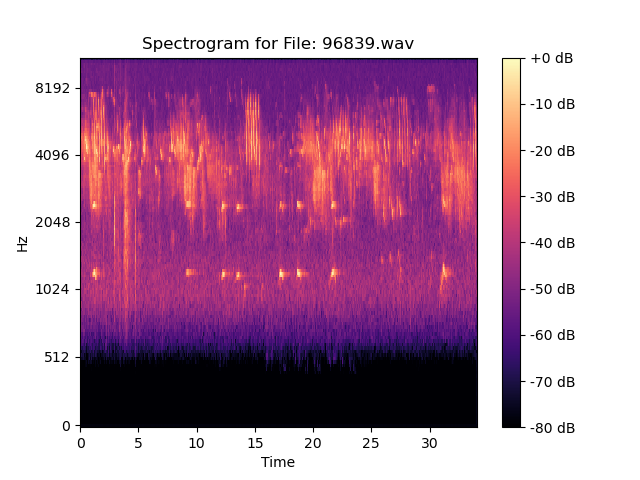 Spectrogram for File: 96839.wav
8192
4096
2048
1024
512
0
Hz
0 5 10 15 20 25 30
Time
+0 dB
-10 dB
-20 dB
-30 dB
-40 dB
-50 dB
-60 dB
-70 dB
-80 dB